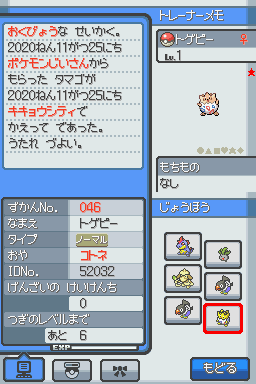 おくびょうな せいかく。
2020ねん11がつ25にち
ポケモンじいさんから
もらった タマゴが
2020ねん11がつ25にち
キキョウシティで
かえって であった。
うたれ づよい。
トレーナーメモ
トゲピー ♀
Lv.1
もちもの
なし
ずかんNo. 046
なまえ トゲピー
タイプ ノーマル
おや コトネ
IDNo. 52032
げんざいの けいけんち
0
つぎのレベルまで
あと 6
EXP
じょうほう
もどる